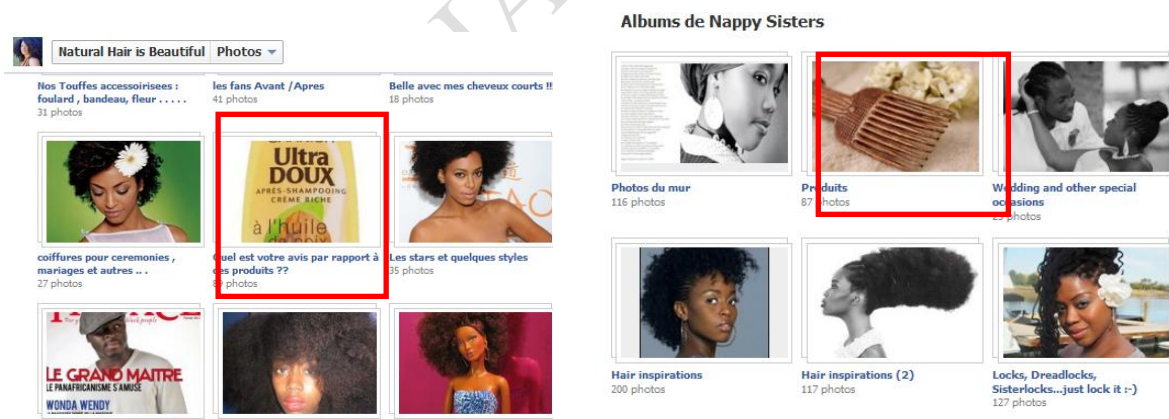 Natural Hair is Beautiful Photos
Nos Touffes accessoirisees :
foulard , bandeau, fleur . . . . .
31 photos
les fans Avant /Apres
41 photos
Belle avec mes cheveux courts !!
18 photos
Ultra
DOUX
APRÈS-SHAMPOOING
CRÈME RICHE
à l'huile
coiffures pour ceremonies ,
mariages et autres .. .
27 photos
Quel est votre avis par rapport à
ces produits ??
89 photos
Les stars et quelques styles
35 photos
LE GRAND MAITRE
LE PANAFRICANISME S'AMUSE
WONDA WENDY
Albums de Nappy Sisters
Photos du mur
116 photos
Produits
87 photos
Wedding and other special
occasions
photos
Hair inspirations
200 photos
Hair inspirations (2)
117 photos
Locks, Dreadlocks,
Sisterlocks...just lock it :-)
127 photos